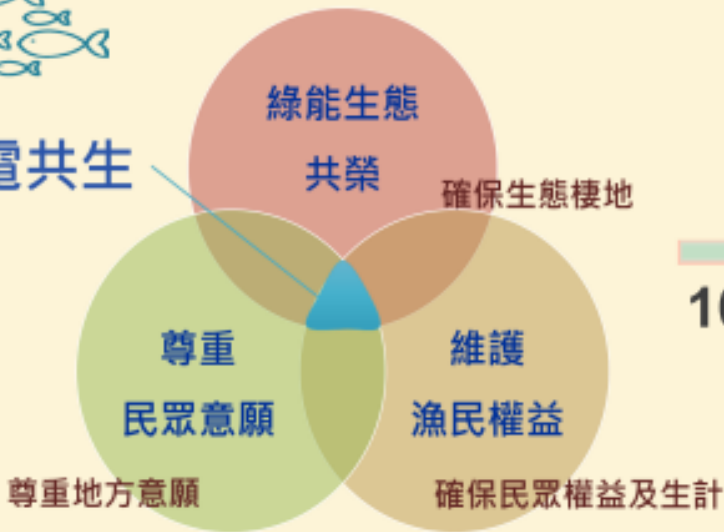 綠能生態
共榮
電共生
確保生態棲地
10
尊重
民眾意願
維護
漁民權益
尊重地方意願
確保民眾權益及生計